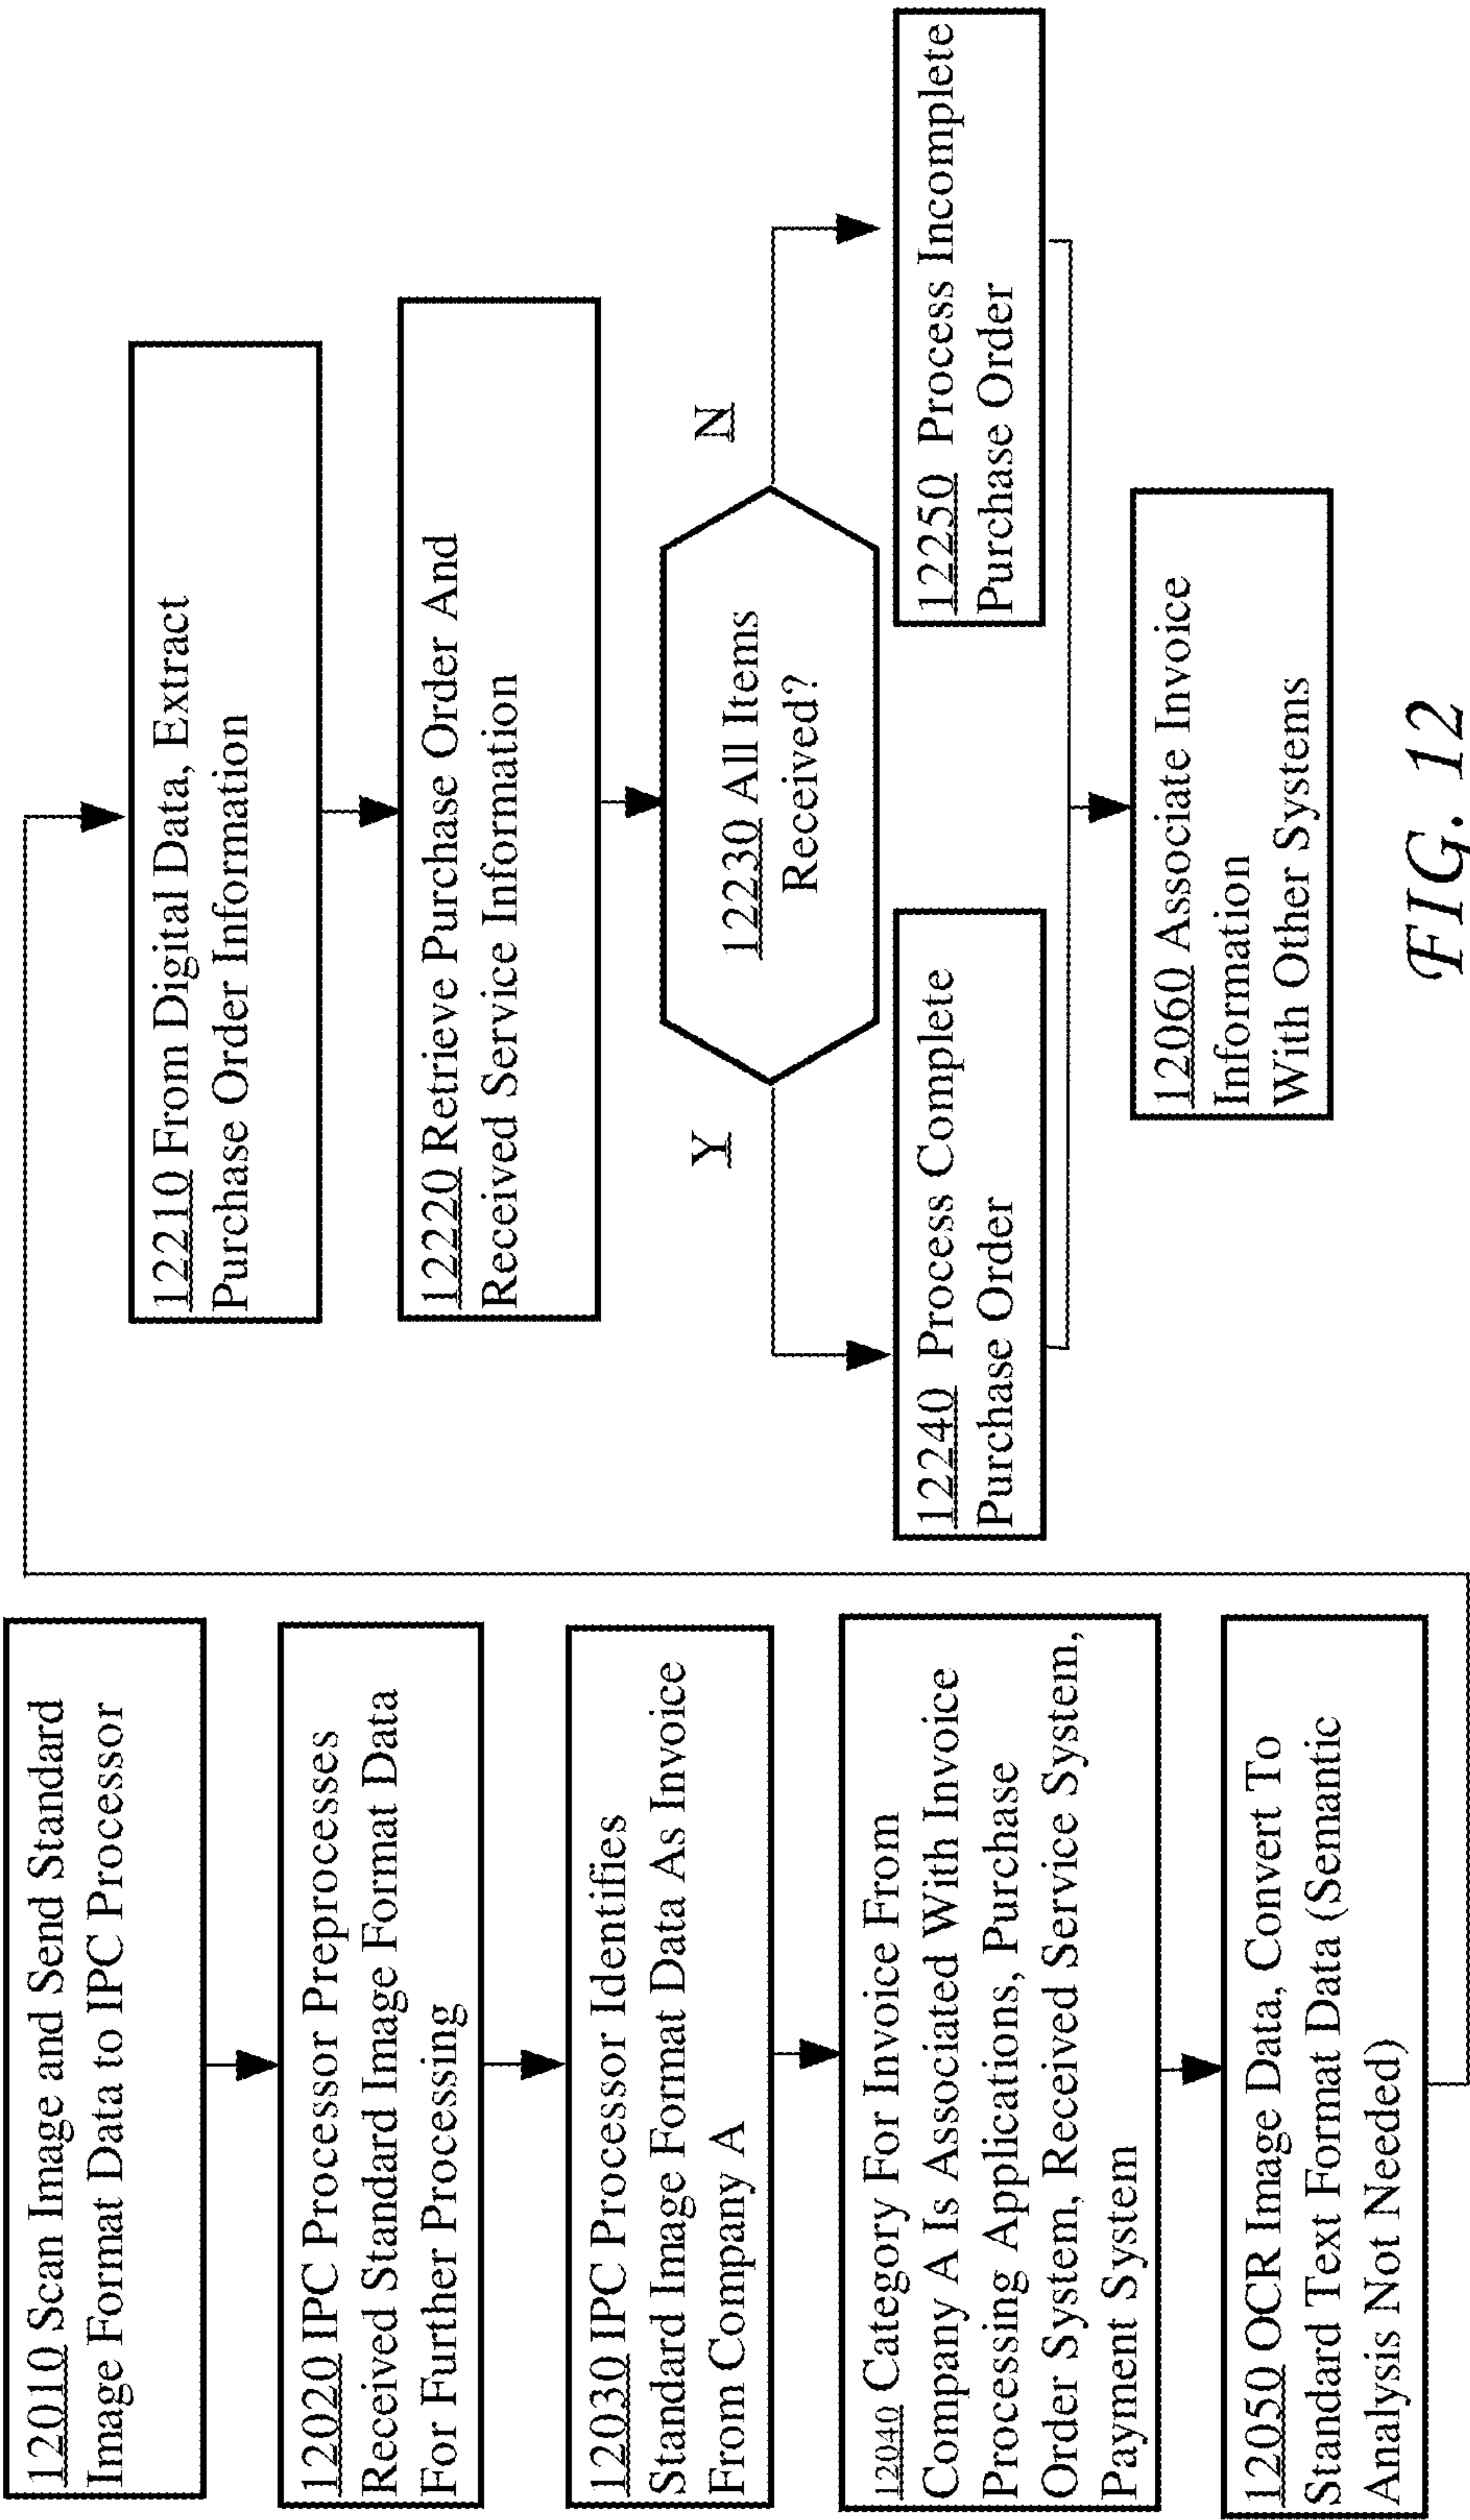 12010 Scan Image and Send Standard
Image Format Data to IPC Processor
12020 IPC Processor Preprocesses
Received Standard Image Format Data
For Further Processing
12030 IPC Processor Identifies
Standard Image Format Data As Invoice
From Company A
12040 Category For Invoice From
Company A Is Associated With Invoice
Processing Applications, Purchase
Order System, Received Service System,
Payment System
12050 OCR Image Data, Convert To
Standard Text Format Data (Semantic
Analysis Not Needed)
12210 From Digital Data, Extract
Purchase Order Information
12220 Retrieve Purchase Order And
Received Service Information
12230 All Items
Received?
Y
N
12240 Process Complete
Purchase Order
12250 Process Incomplete
Purchase Order
12060 Associate Invoice
Information
With Other Systems
FIG. 12